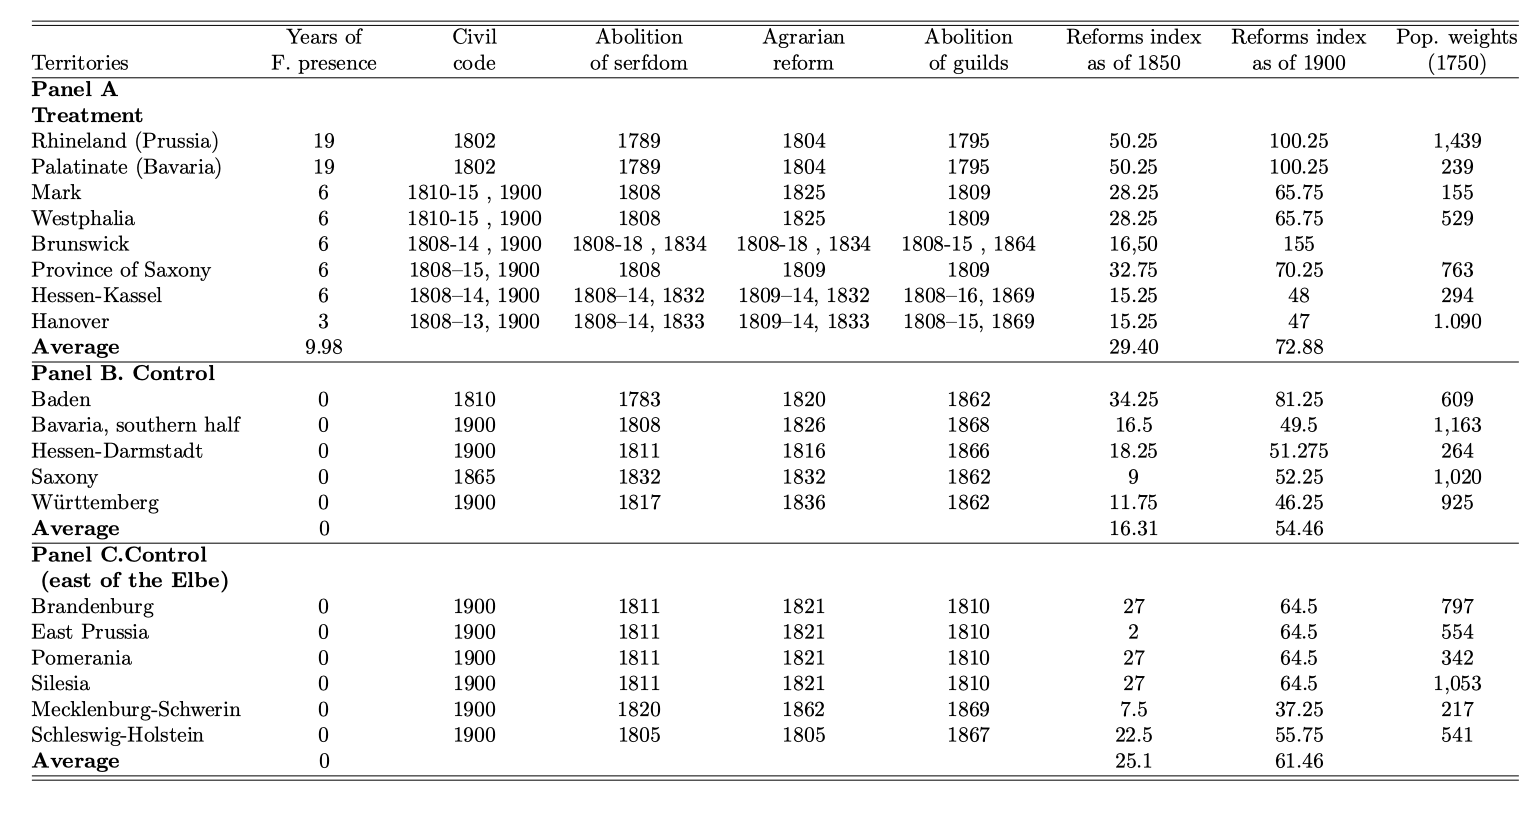 Years of Civil Abolition Agrarian Abolition Reforms index Reforms index Pop. weights
Territories F. presence code of serfdom reform of guilds as of 1850 as of 1900 (1750)
Panel A
Treatment
Rhineland (Prussia) 19 1802 1789 1804 1795 50.25 100.25 1,439
Palatinate (Bavaria) 19 1802 1789 1804 1795 50.25 100.25 239
Mark 6 1810-15 , 1900 1808 1825 1809 28.25 65.75 155
Westphalia 6 1810-15 , 1900 1808 1825 1809 28.25 65.75 529
Brunswick 6 1808-14 , 1900 1808-18 , 1834 1808-18 , 1834 1808-15 , 1864 16,50 155
Province of Saxony 6 1808–15, 1900 1808 1809 1809 32.75 70.25 763
Hessen-Kassel 6 1808–14, 1900 1808–14, 1832 1809–14, 1832 1808–16, 1869 15.25 48 294
Hanover 3 1808–13, 1900 1808–14, 1833 1809–14, 1833 1808–15, 1869 15.25 47 1.090
Average 9.98 29.40 72.88
Panel B. Control
Baden 0 1810 1783 1820 1862 34.25 81.25 609
Bavaria, southern half 0 1900 1808 1826 1868 16.5 49.5 1,163
Hessen-Darmstadt 0 1900 1811 1816 1866 18.25 51.275 264
Saxony 0 1865 1832 1832 1862 9 52.25 1,020
Württemberg 0 1900 1817 1836 1862 11.75 46.25 925
Average 0 16.31 54.46
Panel C.Control
(east of the Elbe)
Brandenburg 0 1900 1811 1821 1810 27 64.5 797
East Prussia 0 1900 1811 1821 1810 2 64.5 554
Pomerania 0 1900 1811 1821 1810 27 64.5 342
Silesia 0 1900 1811 1821 1810 27 64.5 1,053
Mecklenburg-Schwerin 0 1900 1820 1862 1869 7.5 37.25 217
Schleswig-Holstein 0 1900 1805 1805 1867 22.5 55.75 541
Average 0 25.1 61.46